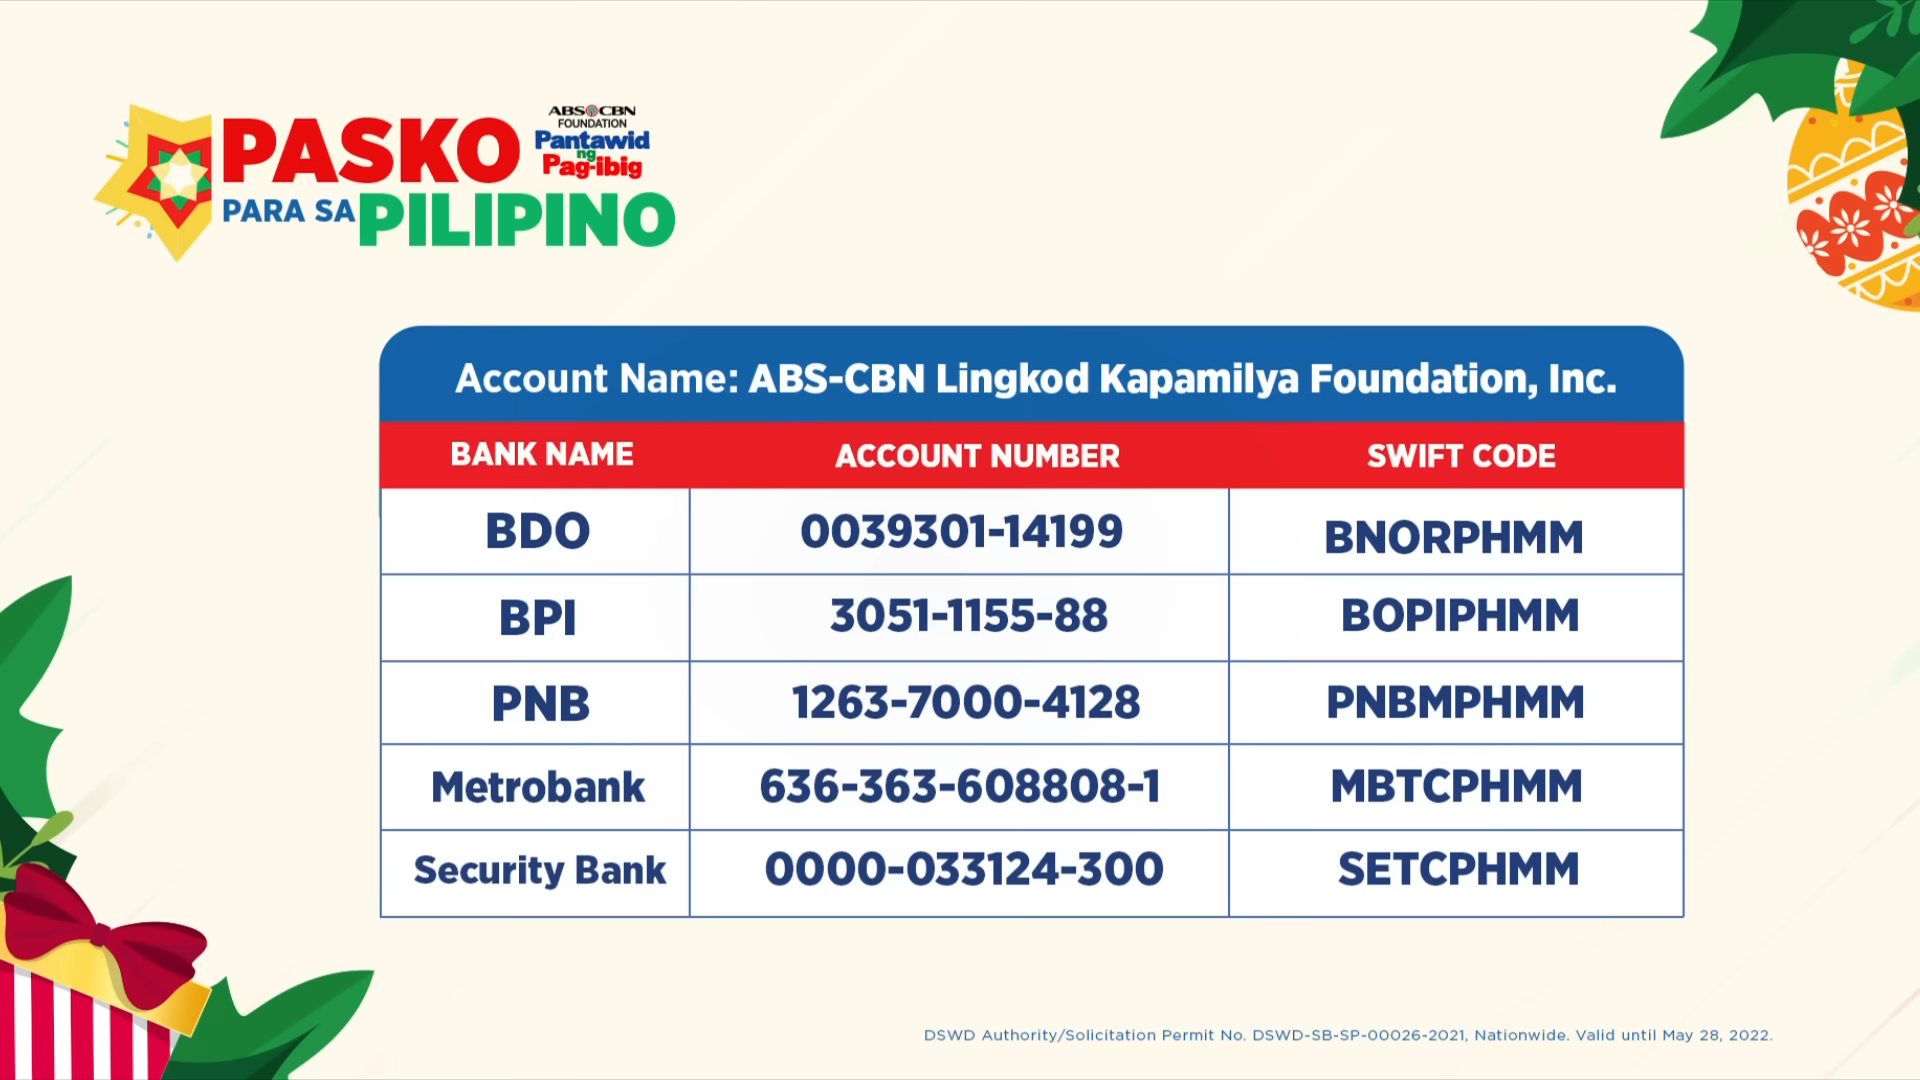 PASKO
ABS-CBN
FOUNDATION
Pantawid
ng
Pag-ibig
PARA SA PILIPINO
Account Name: ABS-CBN Lingkod Kapamilya Foundation, Inc.
BANK NAME ACCOUNT NUMBER SWIFT CODE
BDO 0039301-14199 BNORPHMM
BPI 3051-1155-88 BOPIPHMM
PNB 1263-7000-4128 PNBMPHMM
Metrobank 636-363-608808-1 MBTCPHMM
Security Bank 0000-033124-300 SETCPHMM
DSWD Authority/Solicitation Permit No. DSWD-SB-SP-00026-2021, Nationwide. Valid until May 28, 2022.